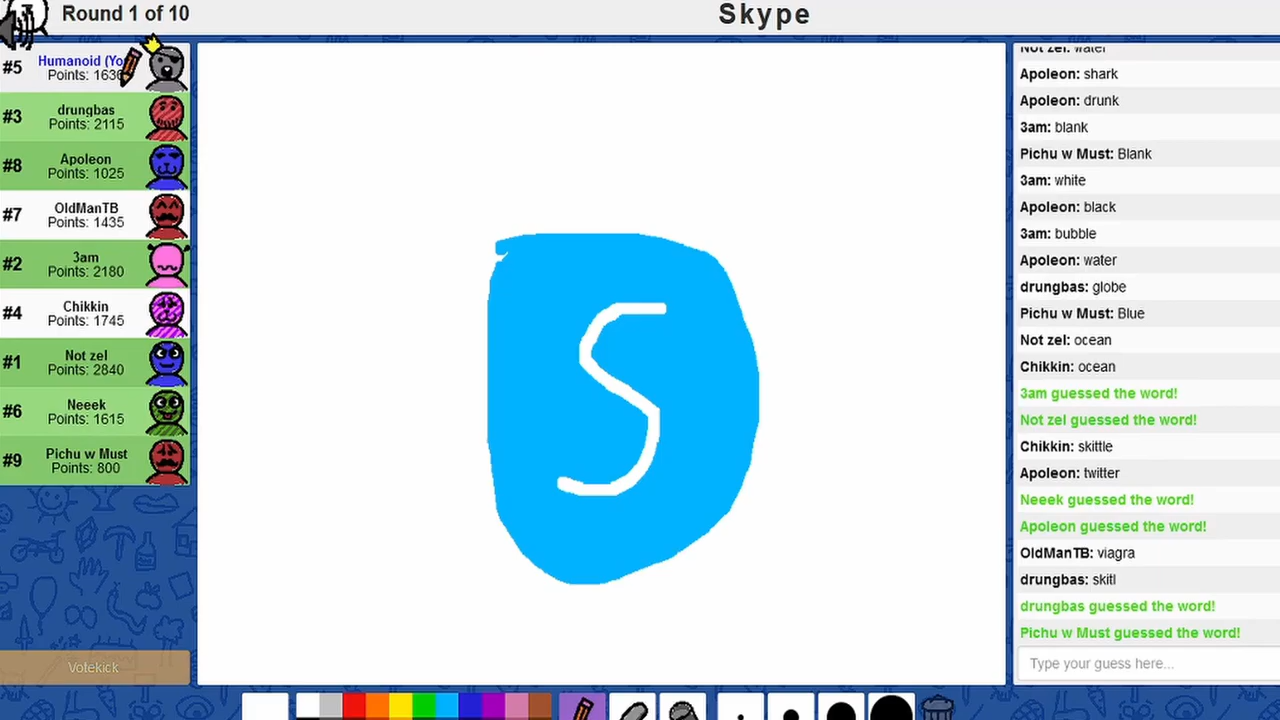 Round 1 of 10
Skype
#5
Humanoid (Yo
Points: 1630
#3
drungbas
Points: 2115
#8
Apoleon
Points: 1025
#7
OldManTB
Points: 1435
#2
3am
Points: 2180
#4
Chikkin
Points: 1745
#1
Not zel
Points: 2840
#6
Neeek
Points: 1615
#9
Pichu w Must
Points: 800
Votekick
S
Not zel: water
Apoleon: shark
Apoleon: drunk
3am: blank
Pichu w Must: Blank
3am: white
Apoleon: black
3am: bubble
Apoleon: water
drungbas: globe
Pichu w Must: Blue
Not zel: ocean
Chikkin: ocean
3am guessed the word!
Not zel guessed the word!
Chikkin: skittle
Apoleon: twitter
Neeek guessed the word!
Apoleon guessed the word!
OldManTB: viagra
drungbas: skitl
drungbas guessed the word!
Pichu w Must guessed the word!
Type your guess here...